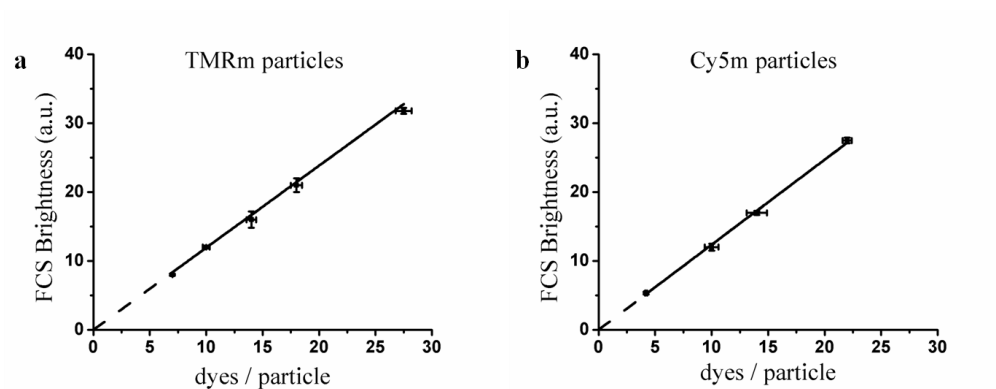 a
TMRm particles
FCS Brightness (a.u.)
40
30
20
10
0
0 5 10 15 20 25 30
dyes / particle
b
Cy5m particles
FCS Brightness (a.u.)
40
30
20
10
0
0 5 10 15 20 25 30
dyes / particle